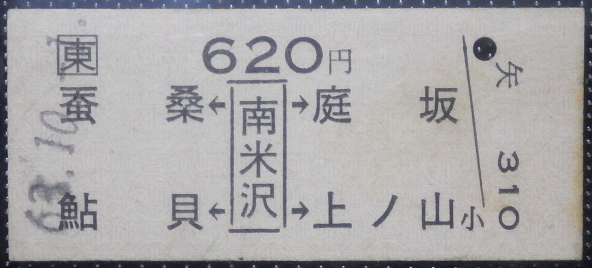 東 620円
蚕桑←南米沢→庭坂
鮎貝← →上ノ山
小
矢
310
63.10.